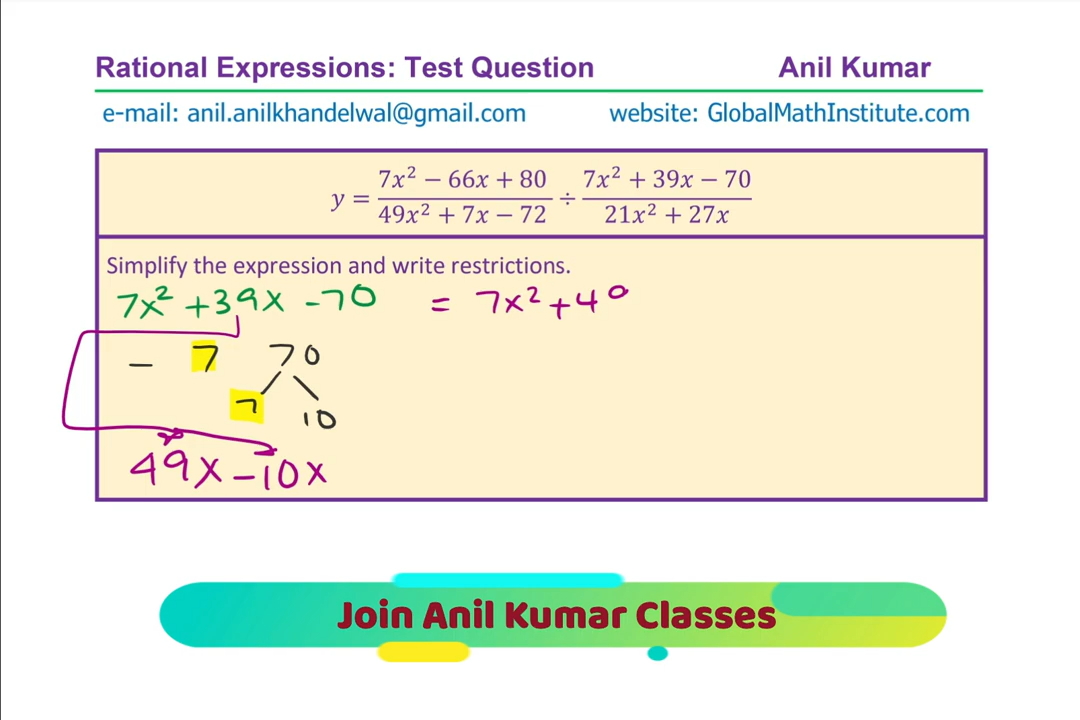 Rational Expressions: Test Question Anil Kumar
e-mail: anil.anilkhandelwal@gmail.com website: GlobalMathInstitute.com
y = (7x² − 66x + 80)/(49x² + 7x − 72) ÷ (7x² + 39x − 70)/(21x² + 27x)
Simplify the expression and write restrictions.
7x² + 39x - 70 = 7x² + 4
− 7 70
7 10
49x − 10x
Join Anil Kumar Classes